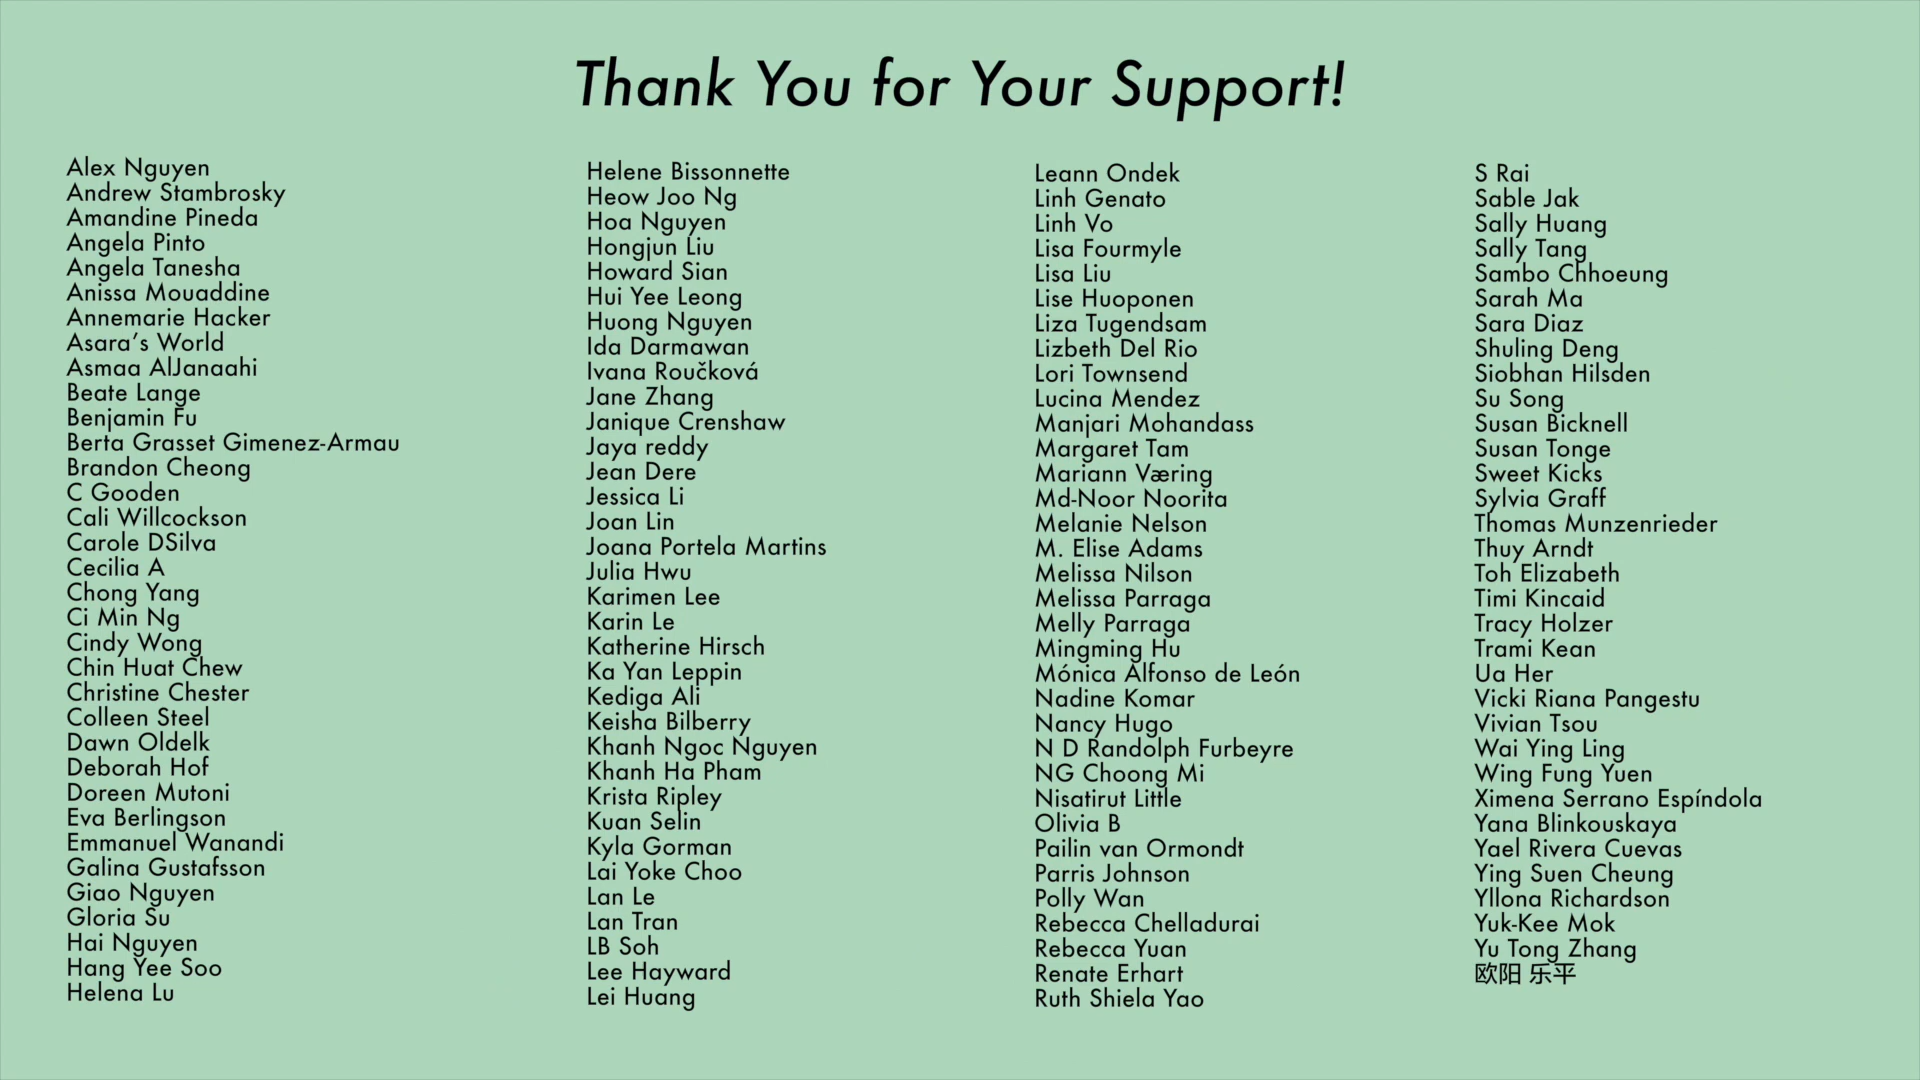 Thank You for Your Support!
Alex Nguyen
Andrew Stambrosky
Amandine Pineda
Angela Pinto
Angela Tanesha
Anissa Mouaddine
Annemarie Hacker
Asara’s World
Asmaa AlJanaahi
Beate Lange
Benjamin Fu
Berta Grasset Gimenez-Armau
Brandon Cheong
C Gooden
Cali Willcockson
Carole DSilva
Cecilia A
Chong Yang
Ci Min Ng
Cindy Wong
Chin Huat Chew
Christine Chester
Colleen Steel
Dawn Oldelk
Deborah Hof
Doreen Mutoni
Eva Berlingson
Emmanuel Wanandi
Galina Gustafsson
Giao Nguyen
Gloria Su
Hai Nguyen
Hang Yee Soo
Helena Lu
Helene Bissonnette
Heow Joo Ng
Hoa Nguyen
Hongjun Liu
Howard Sian
Hui Yee Leong
Huong Nguyen
Ida Darmawan
Ivana Roučková
Jane Zhang
Janique Crenshaw
Jaya reddy
Jean Dere
Jessica Li
Joan Lin
Joana Portela Martins
Julia Hwu
Karimen Lee
Karin Le
Katherine Hirsch
Ka Yan Leppin
Kediga Ali
Keisha Bilberry
Khanh Ngoc Nguyen
Khanh Ha Pham
Krista Ripley
Kuan Selin
Kyla Gorman
Lai Yoke Choo
Lan Le
Lan Tran
LB Soh
Lee Hayward
Lei Huang
Leann Ondek
Linh Genato
Linh Vo
Lisa Fourmyle
Lisa Liu
Lise Huoponen
Liza Tugendsam
Lizbeth Del Rio
Lori Townsend
Lucina Mendez
Manjari Mohandass
Margaret Tam
Mariann Væring
Md-Noor Noorita
Melanie Nelson
M. Elise Adams
Melissa Nilson
Melissa Parraga
Melly Parraga
Mingming Hu
Mónica Alfonso de León
Nadine Komar
Nancy Hugo
N D Randolph Furbeyre
NG Choong Mi
Nisatirut Little
Olivia B
Pailin van Ormondt
Parris Johnson
Polly Wan
Rebecca Chelladurai
Rebecca Yuan
Renate Erhart
Ruth Shiela Yao
S Rai
Sable Jak
Sally Huang
Sally Tang
Sambo Chhoeung
Sarah Ma
Sara Diaz
Shuling Deng
Siobhan Hilsden
Su Song
Susan Bicknell
Susan Tonge
Sweet Kicks
Sylvia Graff
Thomas Munzenrieder
Thuy Arndt
Toh Elizabeth
Timi Kincaid
Tracy Holzer
Trami Kean
Ua Her
Vicki Riana Pangestu
Vivian Tsou
Wai Ying Ling
Wing Fung Yuen
Ximena Serrano Espíndola
Yana Blinkouskaya
Yael Rivera Cuevas
Ying Suen Cheung
Yllona Richardson
Yuk-Kee Mok
Yu Tong Zhang
欧阳 乐平